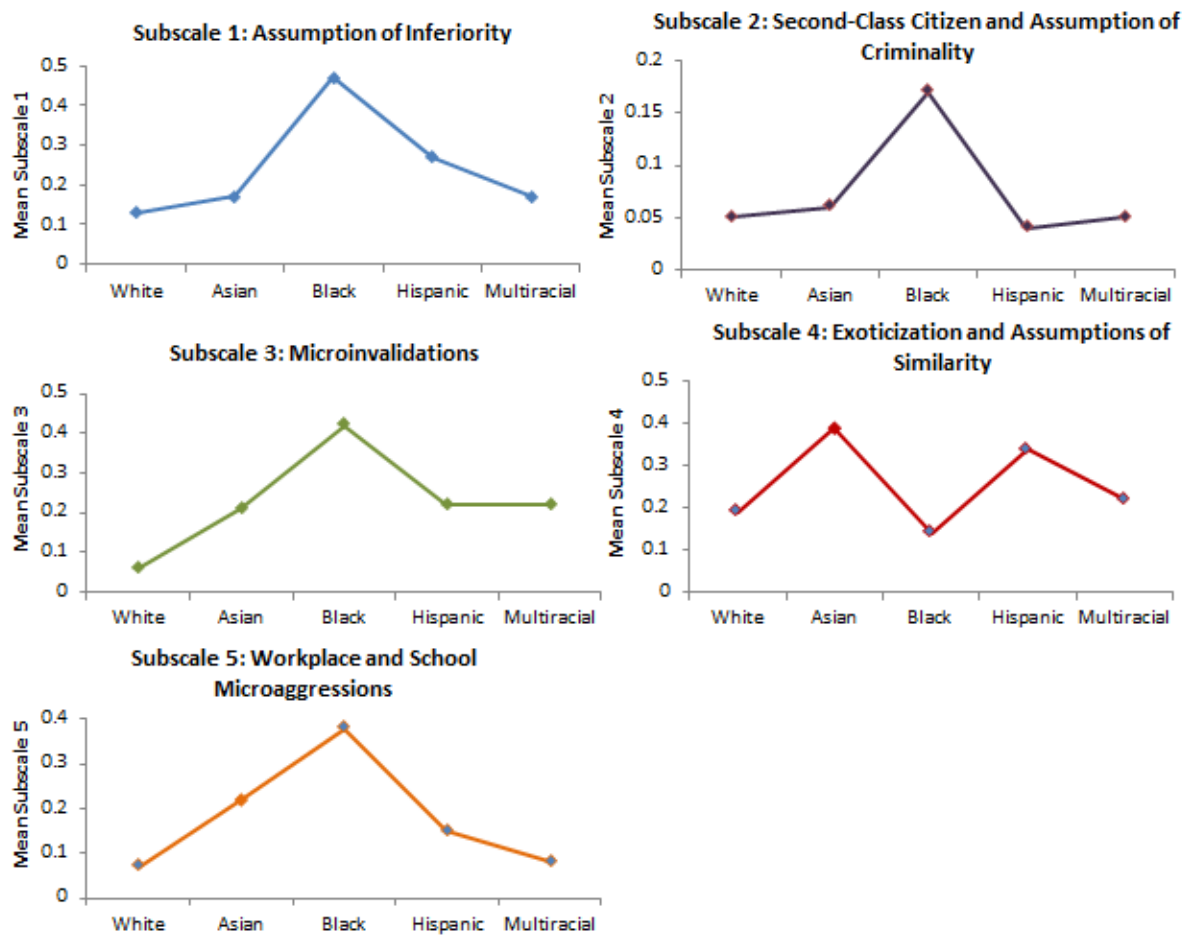 Subscale 1: Assumption of Inferiority
Mean Subscale 1
0.5
0.4
0.3
0.2
0.1
0
White Asian Black Hispanic Multiracial
Subscale 2: Second-Class Citizen and Assumption of
Criminality
Mean Subscale 2
0.2
0.15
0.1
0.05
0
White Asian Black Hispanic Multiracial
Subscale 3: Microinvalidations
Mean Subscale 3
0.5
0.4
0.3
0.2
0.1
0
White Asian Black Hispanic Multiracial
Subscale 4: Exoticization and Assumptions of
Similarity
Mean Subscale 4
0.5
0.4
0.3
0.2
0.1
0
White Asian Black Hispanic Multiracial
Subscale 5: Workplace and School
Microaggressions
Mean Subscale 5
0.4
0.3
0.2
0.1
0
White Asian Black Hispanic Multiracial